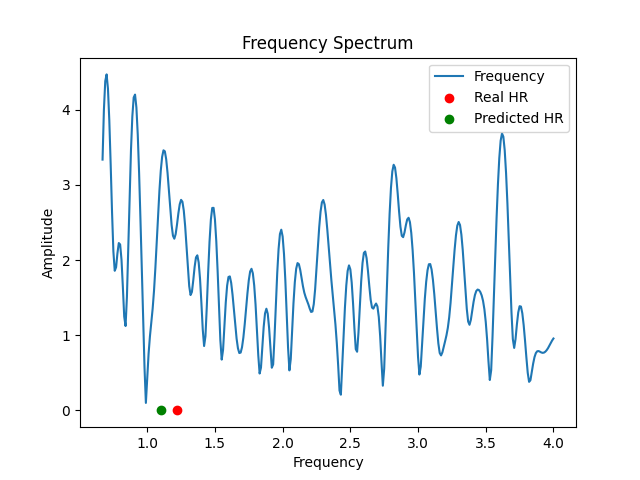 Frequency Spectrum
Frequency
Real HR
Predicted HR
4
3
2
1
0
Amplitude
1.0 1.5 2.0 2.5 3.0 3.5 4.0
Frequency